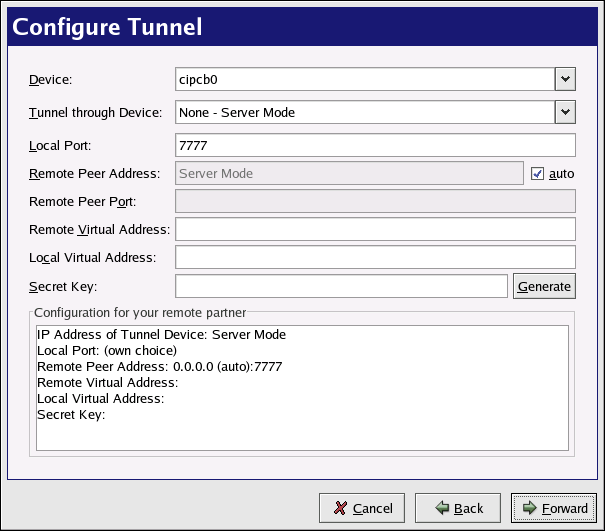 Configure Tunnel
Device: cipcb0
Tunnel through Device: None - Server Mode
Local Port: 7777
Remote Peer Address: Server Mode auto
Remote Peer Port:
Remote Virtual Address:
Local Virtual Address:
Secret Key: Generate
Configuration for your remote partner
IP Address of Tunnel Device: Server Mode
Local Port: (own choice)
Remote Peer Address: 0.0.0.0 (auto):7777
Remote Virtual Address:
Local Virtual Address:
Secret Key:
Cancel Back Forward